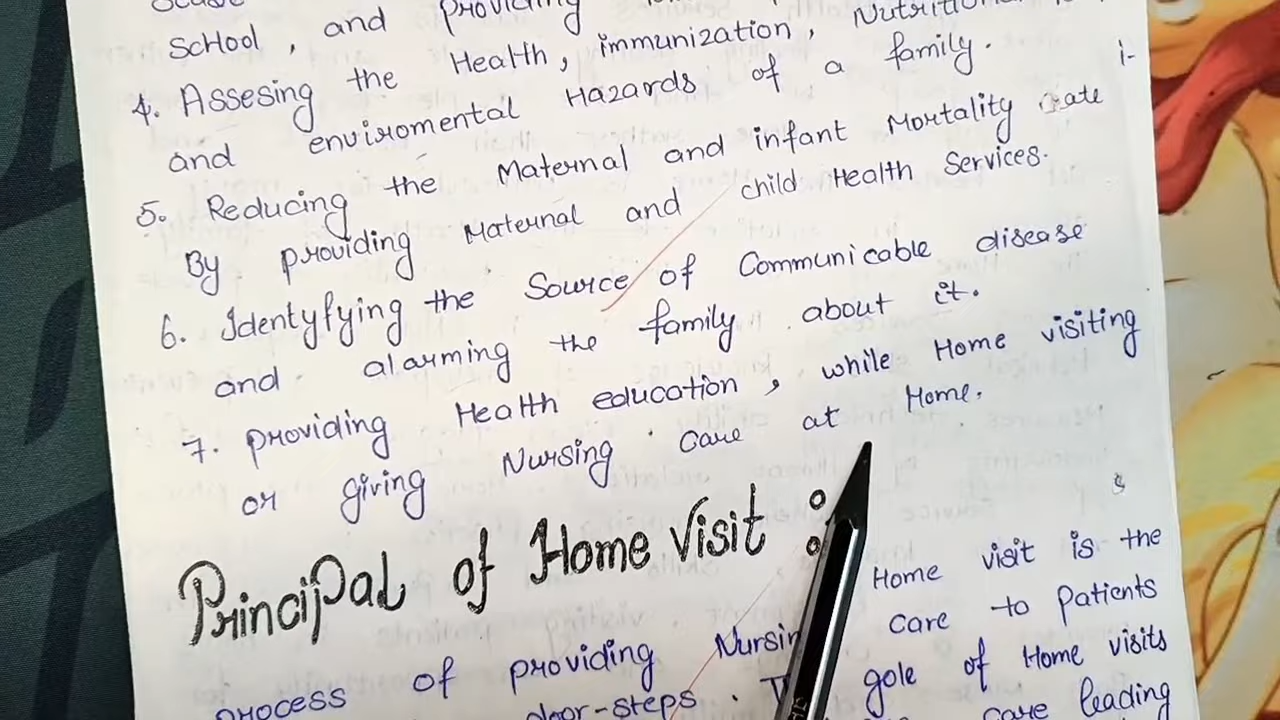 School, and providing
4. Assesing the Health, immunization, Nutrition
and enviromental Hazards of a family.
5. Reducing the Maternal and infant Mortality rate
By providing Maternal and child Health Services.
6. Identyfying the Source of Communicable disease
and alarming the family about it.
7. providing Health education, while Home visiting
or giving Nursing care at Home.
Principal of Home Visit :
Home visit is the
process of providing Nursin care to Patients
door-steps. gole of Home visits
care leading